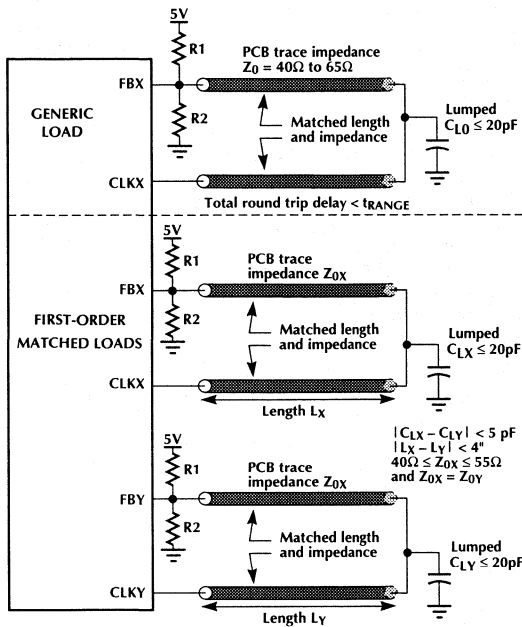 5V
R1
R2
FBX
PCB trace impedance
Z0 = 40Ω to 65Ω
GENERIC
LOAD
Matched length
and impedance
Lumped
CL0 ≤ 20pF
CLKX
Total round trip delay < tRANGE
5V
R1
R2
FBX
PCB trace
impedance Z0X
FIRST-ORDER
MATCHED LOADS
Matched length
and impedance
Lumped
CLX ≤ 20pF
CLKX
Length LX
|CLX – CLY| < 5 pF
|LX – LY| < 4"
40Ω ≤ Z0X ≤ 55Ω
and Z0X = Z0Y
5V
R1
R2
FBY
PCB trace
impedance Z0X
Matched length
and impedance
Lumped
CLY ≤ 20pF
CLKY
Length LY